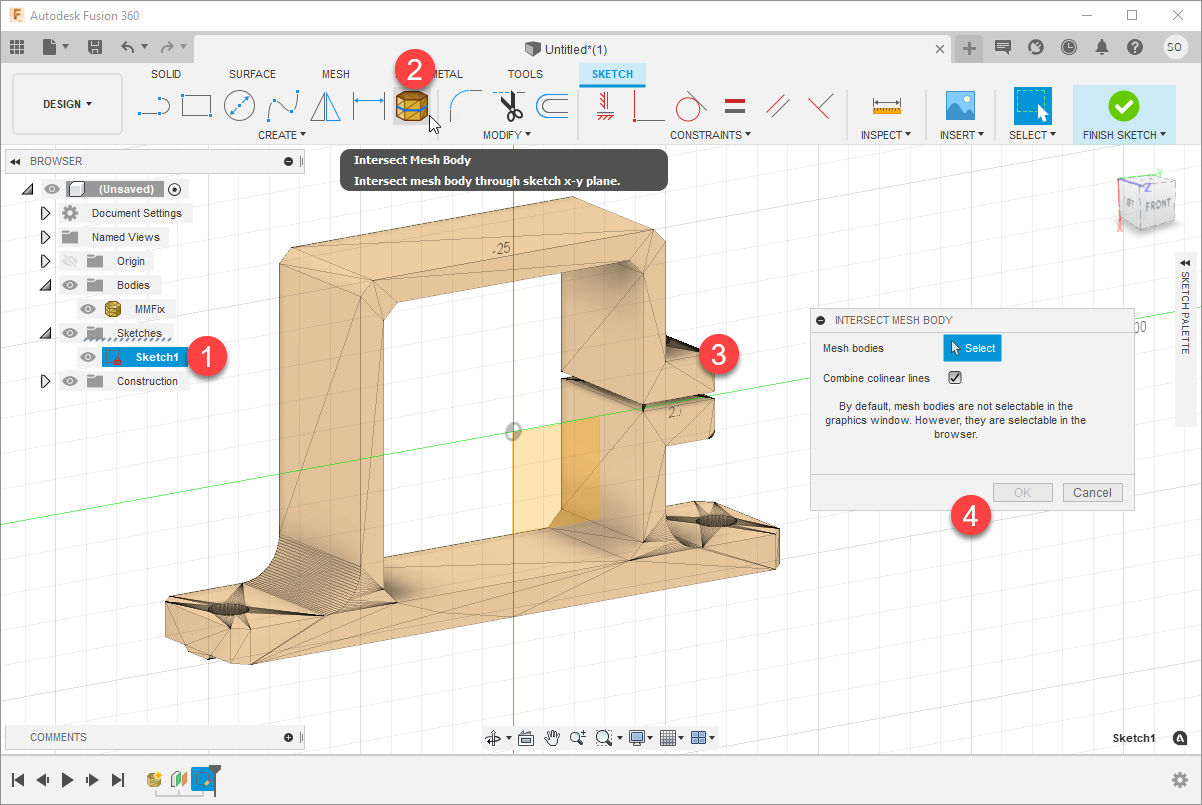 Autodesk Fusion 360
Untitled*(1)
SO
SOLID
SURFACE
MESH
METAL
TOOLS
SKETCH
2
DESIGN
CREATE
MODIFY
CONSTRAINTS
INSPECT
INSERT
SELECT
FINISH SKETCH
BROWSER
Intersect Mesh Body
Intersect mesh body through sketch x-y plane.
(Unsaved)
Document Settings
Named Views
Origin
Bodies
MMFix
Sketches
Sketch1
1
Construction
-25
3
FRONT
Z
X
SKETCH PALETTE
INTERSECT MESH BODY
Mesh bodies
Select
Combine colinear lines
By default, mesh bodies are not selectable in the
graphics window. However, they are selectable in the
browser.
OK
Cancel
4
COMMENTS
Sketch1